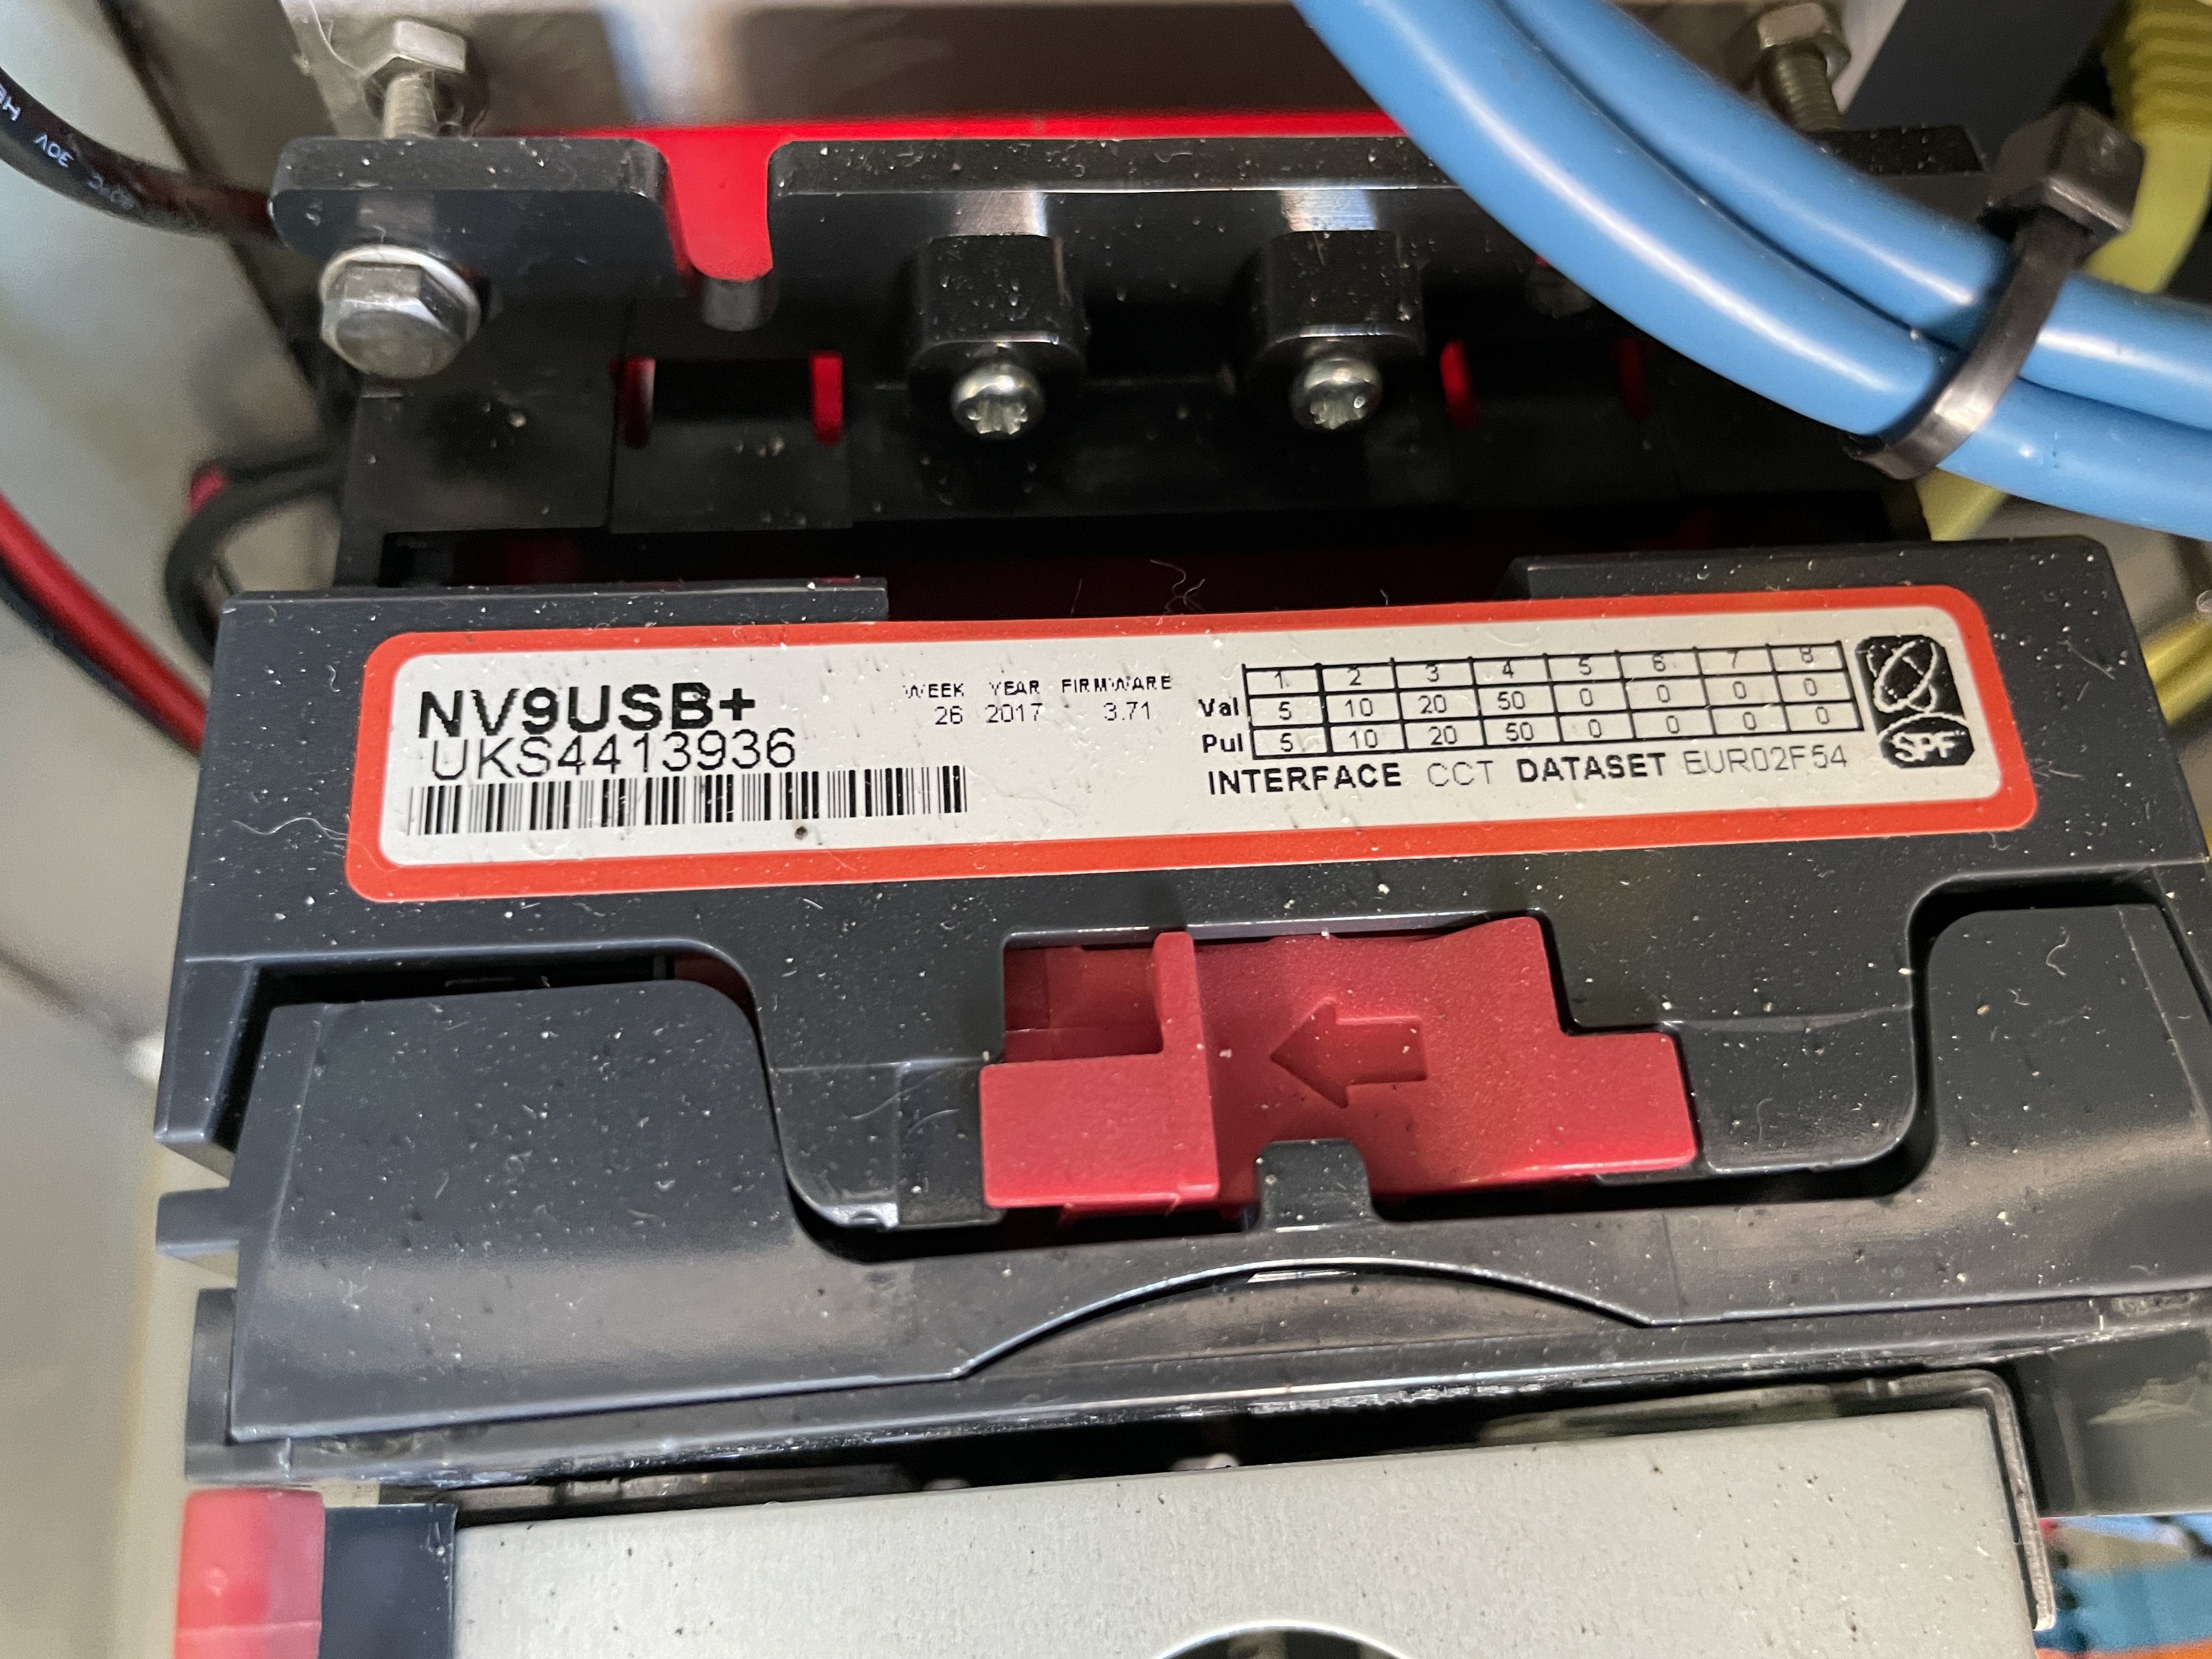 30V
NV9USB+
UKS4413936
WEEK YEAR FIRMWARE
26 2017 3.71
1 2 3 4 5 6 7 8
Val 5 10 20 50 0 0 0 0
Pul 5 10 20 50 0 0 0 0
INTERFACE CCT DATASET EUR02F54
SPF